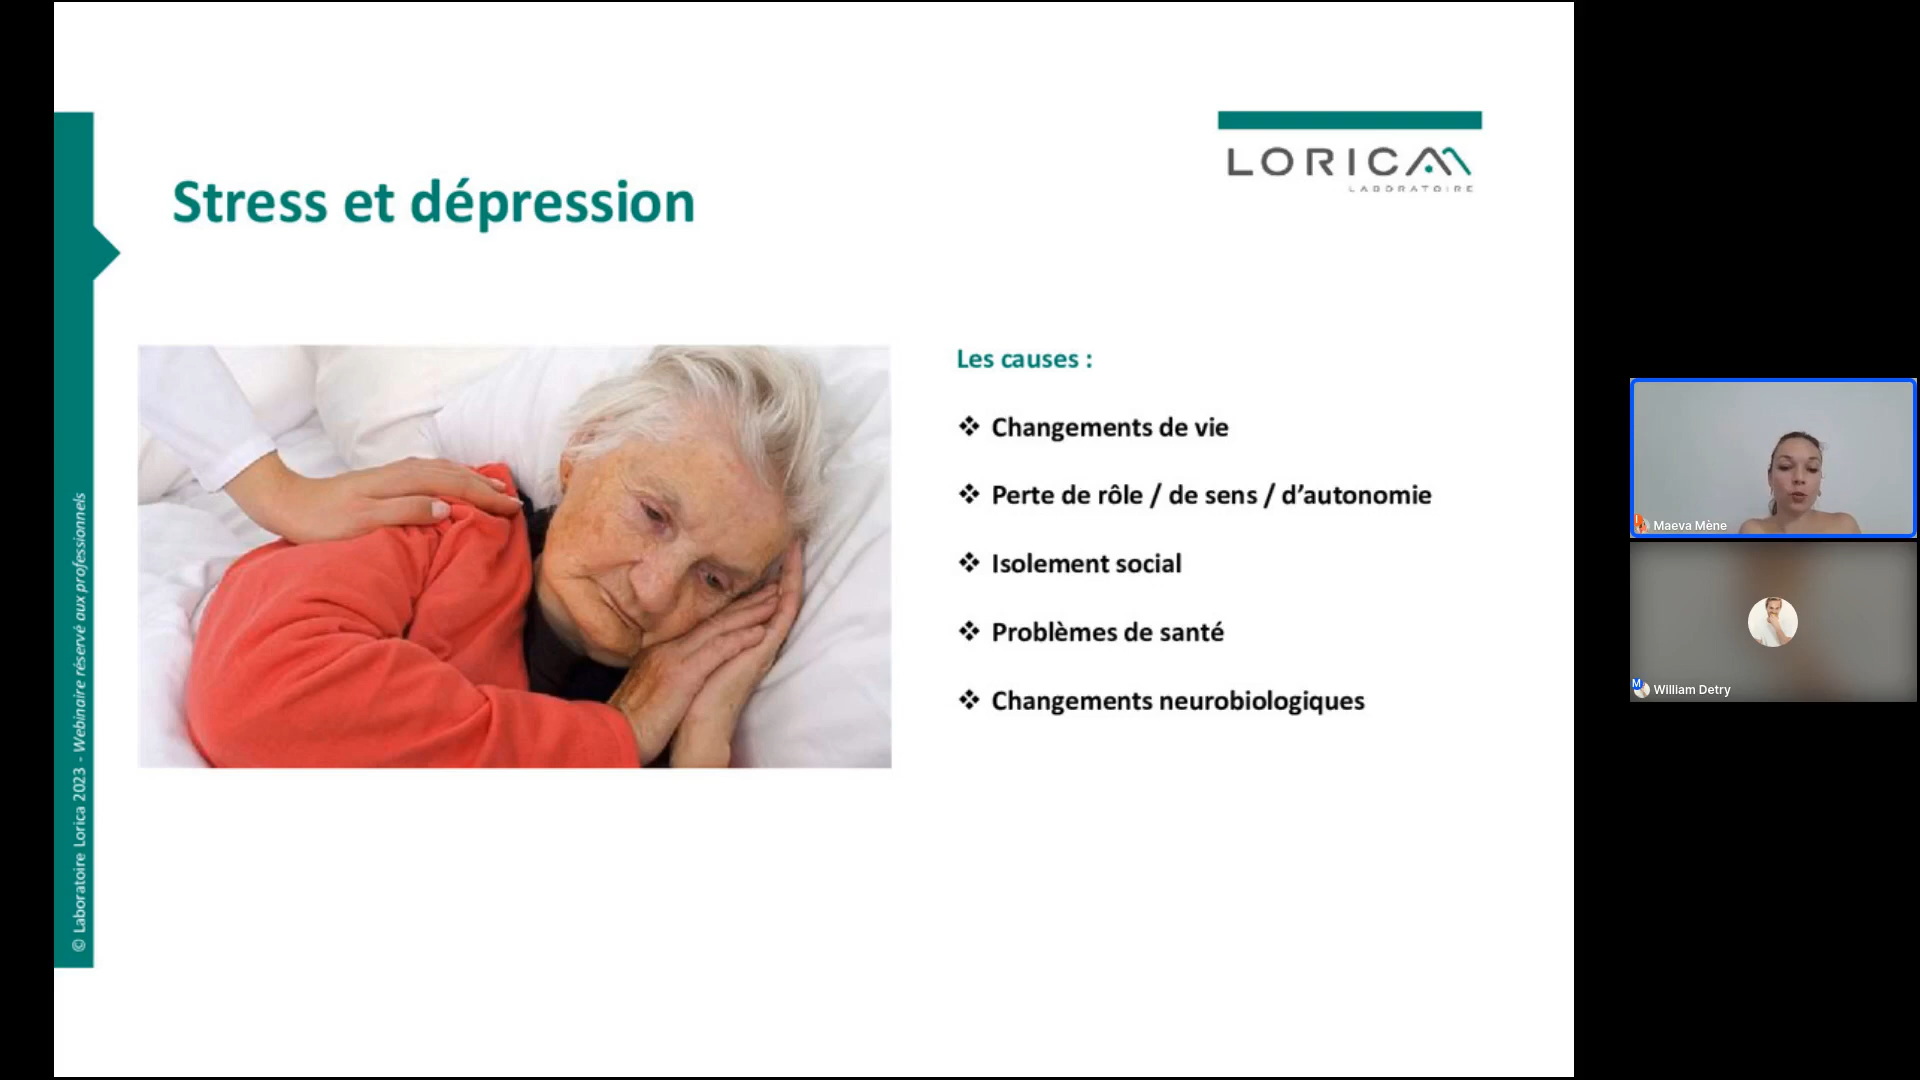 LORICA
LABORATOIRE
Stress et dépression
Les causes :
❖ Changements de vie
❖ Perte de rôle / de sens / d’autonomie
❖ Isolement social
❖ Problèmes de santé
❖ Changements neurobiologiques
© Laboratoire Lorica 2023 - Webinaire réservé aux professionnels
Maeva Mène
M
William Detry